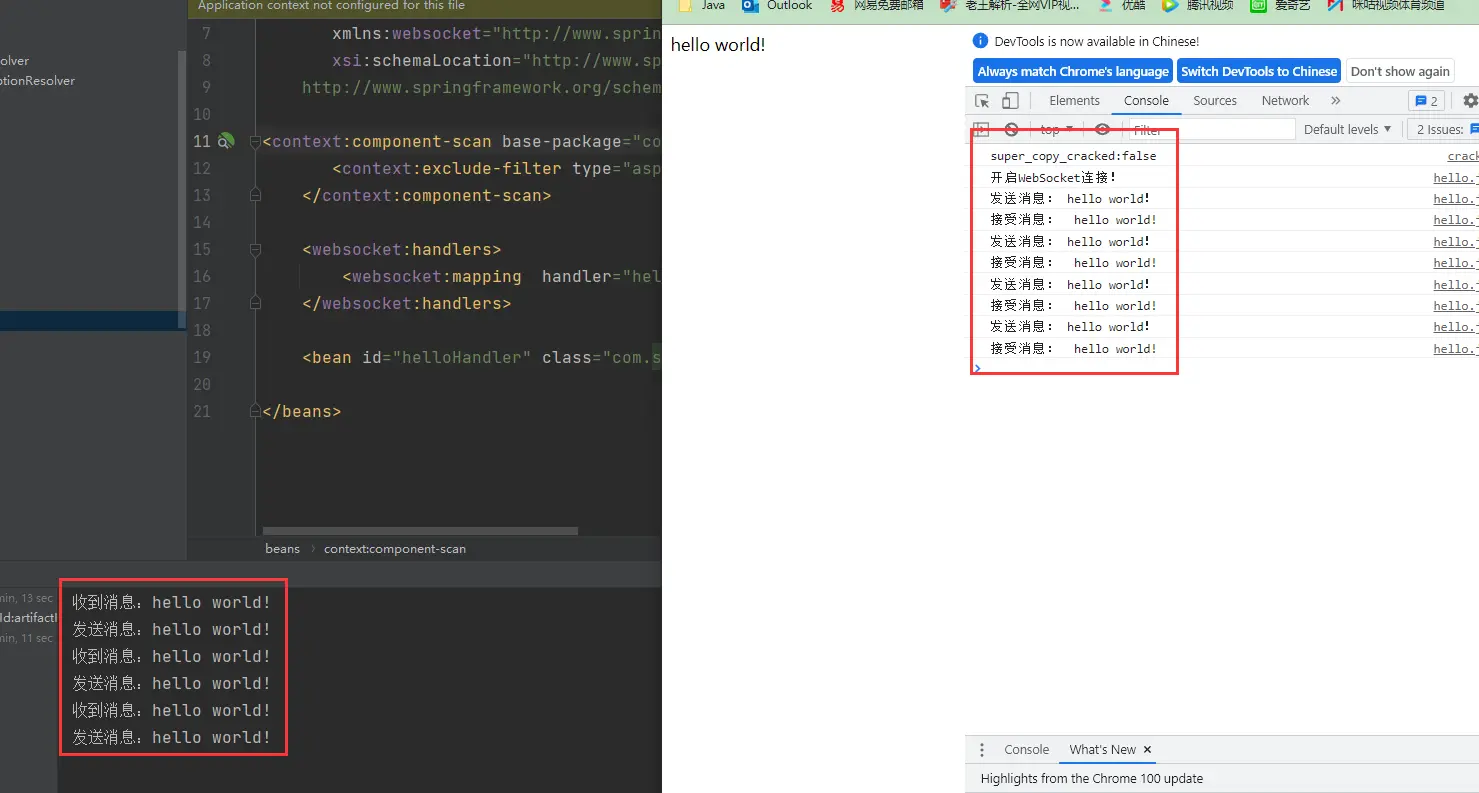 Application context not configured for this file
olver
ptionResolver
7 xmlns:websocket="http://www.sprin
8 xsi:schemaLocation="http://www.sp
9 http://www.springframework.org/schem
10
11 <context:component-scan base-package="co
12 <context:exclude-filter type="asp
13 </context:component-scan>
14
15 <websocket:handlers>
16 <websocket:mapping handler="hel
17 </websocket:handlers>
18
19 <bean id="helloHandler" class="com.s
20
21 </beans>
beans › context:component-scan
min, 13 sec
Id:artifactI
min, 11 sec
收到消息：hello world!
发送消息：hello world!
收到消息：hello world!
发送消息：hello world!
收到消息：hello world!
发送消息：hello world!
Java Outlook 网易免费邮箱 老土解析-全网VIP视... 优酷 腾讯视频 爱奇艺 咪咕视频体育频道
hello world!
DevTools is now available in Chinese!
Always match Chrome's language Switch DevTools to Chinese Don't show again
Elements Console Sources Network » 2
top ▼ Filter Default levels ▼ 2 Issues:
super_copy_cracked:false crack
开启WebSocket连接！ hello.j
发送消息： hello world! hello.j
接受消息： hello world! hello.j
发送消息： hello world! hello.j
接受消息： hello world! hello.j
发送消息： hello world! hello.j
接受消息： hello world! hello.j
发送消息： hello world! hello.j
接受消息： hello world! hello.j
Console What's New ×
Highlights from the Chrome 100 update